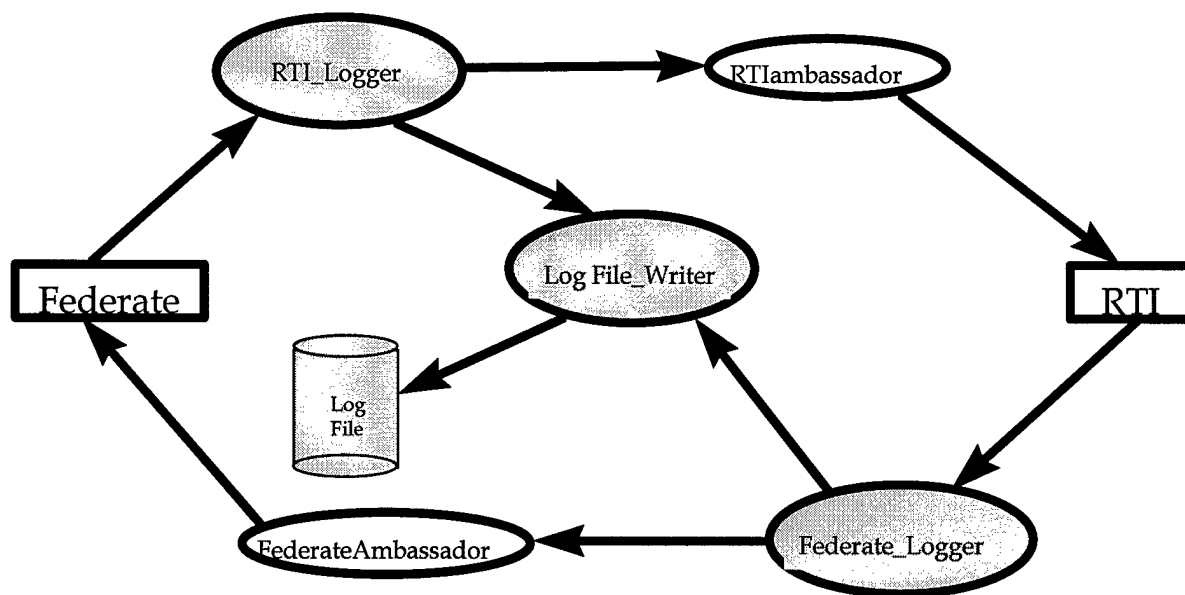 RTI_Logger
RTIambassador
Log File_Writer
Federate
RTI
Log
File
FederateAmbassador
Federate_Logger